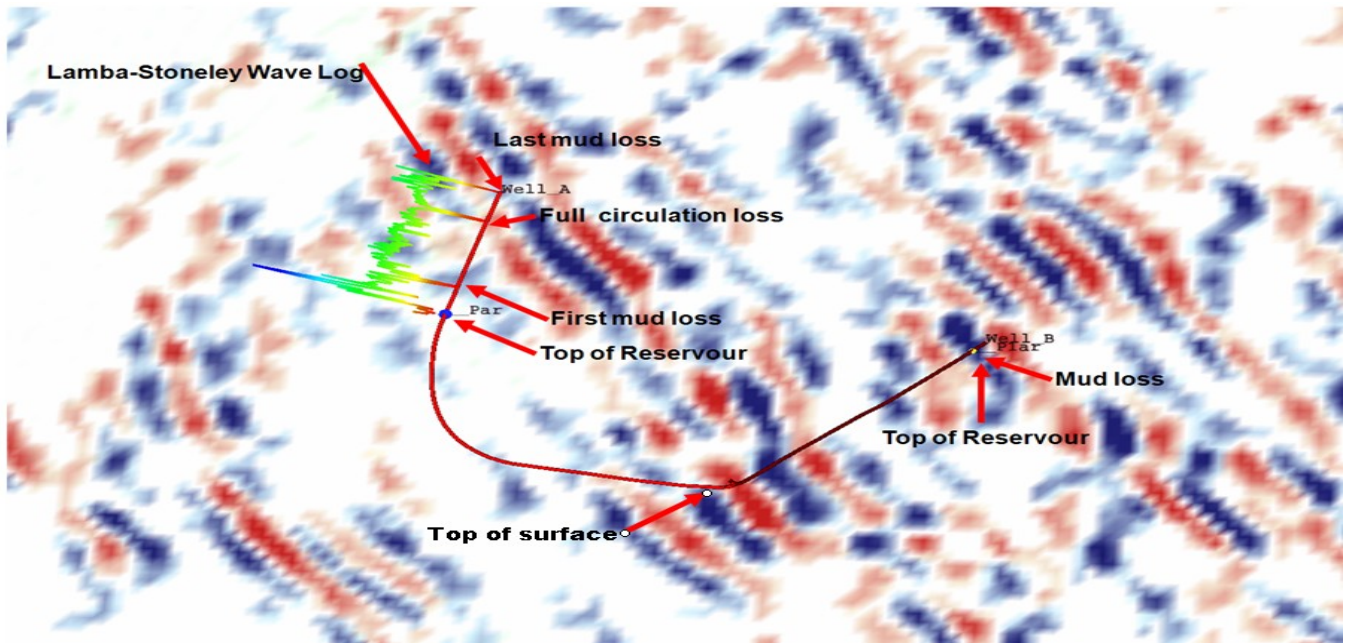 Lamba-Stoneley Wave Log
Last mud loss
Well_A
Full circulation loss
_Par
First mud loss
Top of Reservour
Well_B
Mud loss
Top of Reservour
Top of surface